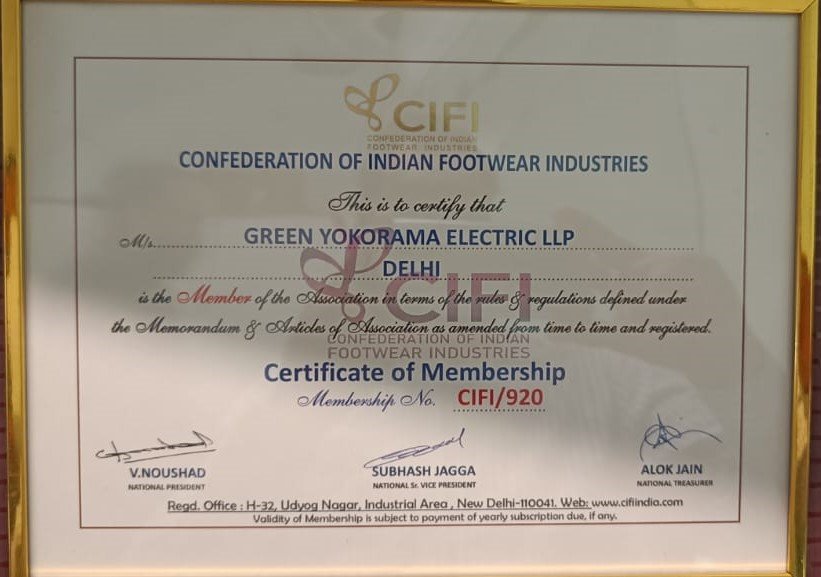 CIFI
CONFEDERATION OF INDIAN
FOOTWEAR INDUSTRIES
CONFEDERATION OF INDIAN FOOTWEAR INDUSTRIES
This is to certify that
M/s. GREEN YOKORAMA ELECTRIC LLP
DELHI
CIFI
is the Member of the Association in terms of the rules & regulations defined under
the Memorandum & Articles of Association as amended from time to time and registered.
CONFEDERATION OF INDIAN
FOOTWEAR INDUSTRIES
Certificate of Membership
Membership No. CIFI/920
V.NOUSHAD
NATIONAL PRESIDENT
SUBHASH JAGGA
NATIONAL Sr. VICE PRESIDENT
ALOK JAIN
NATIONAL TREASURER
Regd. Office : H-32, Udyog Nagar, Industrial Area , New Delhi-110041. Web: www.cifiindia.com
Validity of Membership is subject to payment of yearly subscription due, if any.